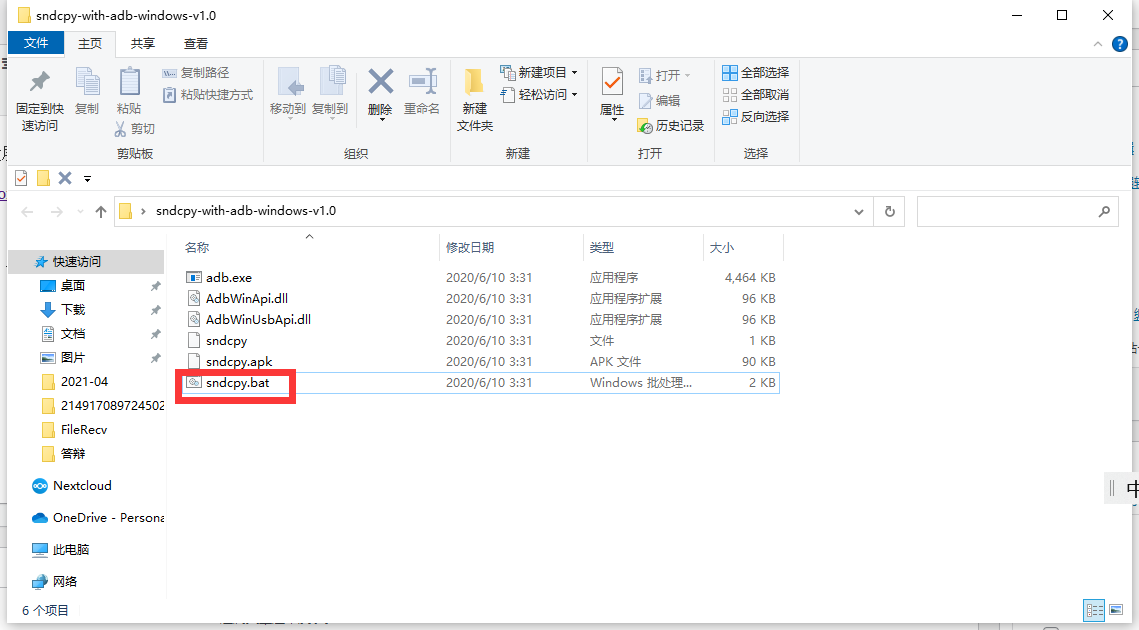 sndcpy-with-adb-windows-v1.0
文件 主页 共享 查看
固定到快速访问
复制
粘贴
复制路径
粘贴快捷方式
剪切
剪贴板
移动到 复制到 删除 重命名
组织
新建文件夹
新建项目
轻松访问
新建
属性
打开
编辑
历史记录
打开
全部选择
全部取消
反向选择
选择
sndcpy-with-adb-windows-v1.0
名称 修改日期 类型 大小
adb.exe 2020/6/10 3:31 应用程序 4,464 KB
AdbWinApi.dll 2020/6/10 3:31 应用程序扩展 96 KB
AdbWinUsbApi.dll 2020/6/10 3:31 应用程序扩展 96 KB
sndcpy 2020/6/10 3:31 文件 1 KB
sndcpy.apk 2020/6/10 3:31 APK 文件 90 KB
sndcpy.bat 2020/6/10 3:31 Windows 批处理... 2 KB
快速访问
桌面
下载
文档
图片
2021-04
214917089724502
FileRecv
答辩
Nextcloud
OneDrive - Persona
此电脑
网络
6 个项目
中